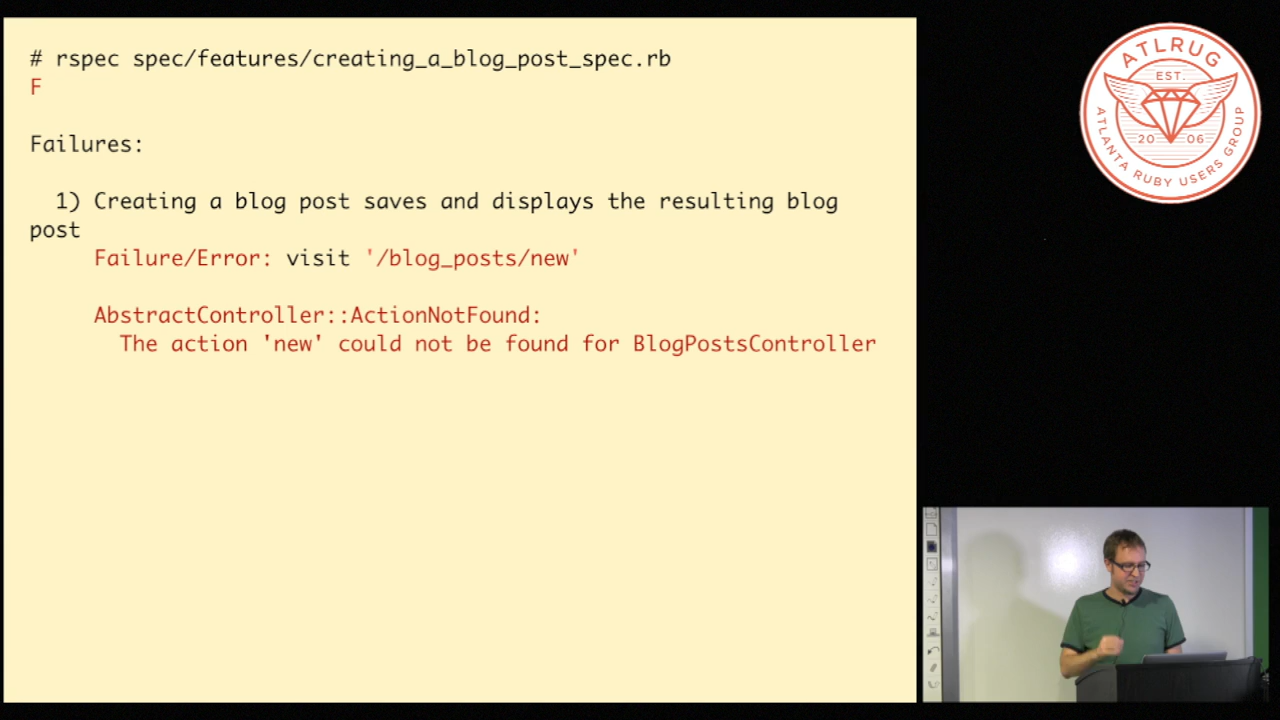 # rspec spec/features/creating_a_blog_post_spec.rb
F
Failures:
1) Creating a blog post saves and displays the resulting blog
post
Failure/Error: visit '/blog_posts/new'
AbstractController::ActionNotFound:
The action 'new' could not be found for BlogPostsController
ATLRUG
EST.
20 06
ATLANTA RUBY USERS GROUP